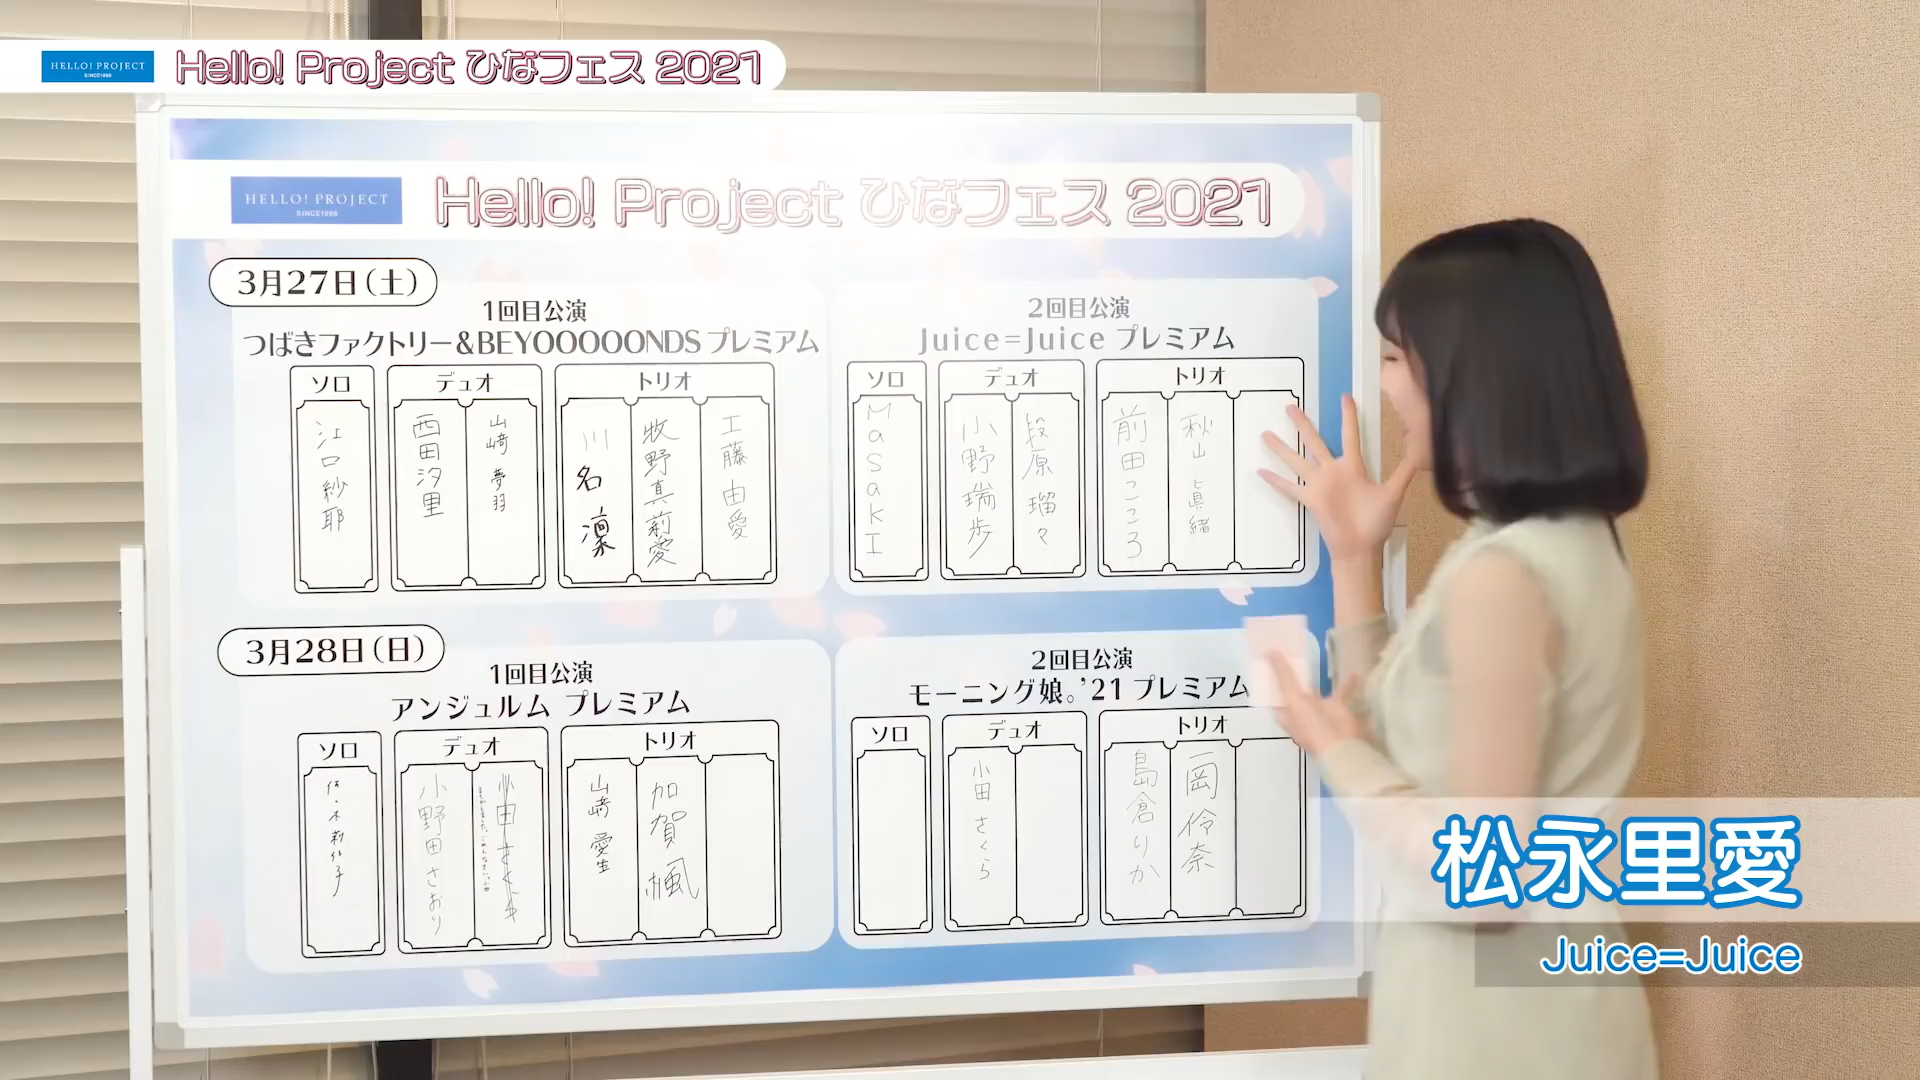 HELLO! PROJECT
SINCE1998
Hello! Project ひなフェス 2021
HELLO! PROJECT
SINCE1998
Hello! Project ひなフェス 2021
3月27日(土)
1回目公演
つばきファクトリー&BEYOOOOONDS プレミアム
ソロ
江口紗耶
デュオ
西田汐里
山﨑夢羽
トリオ
川名凜
牧野真莉愛
工藤由愛
2回目公演
Juice=Juice プレミアム
ソロ
MaSaKI
デュオ
小野瑞歩
段原瑠々
トリオ
前田こころ
秋山眞緒
3月28日(日)
1回目公演
アンジュルム プレミアム
ソロ
佐々木莉佳子
デュオ
小野田さおり
トリオ
山﨑愛生
加賀楓
2回目公演
モーニング娘。'21 プレミアム
ソロ
デュオ
小田さくら
トリオ
島倉りか
岡伶奈
松永里愛
Juice=Juice